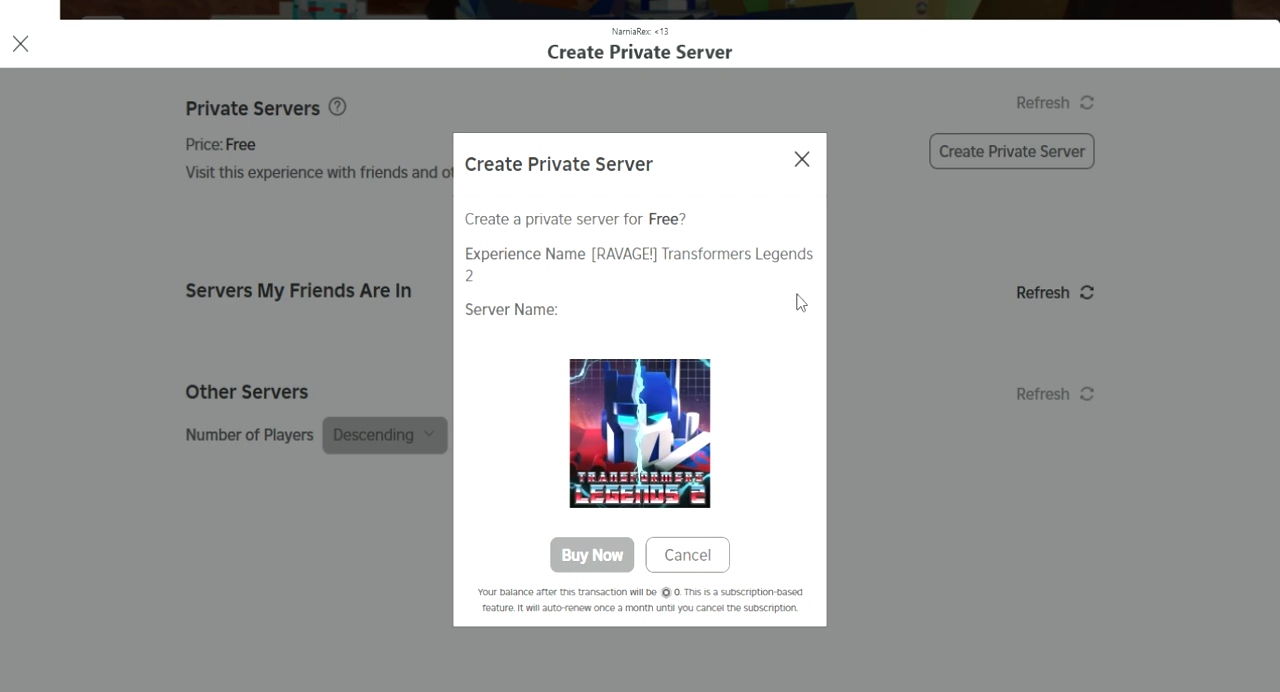 NarniaRex: <13
Create Private Server
Private Servers
Refresh
Price: Free
Create Private Server
Visit this experience with friends and ot
Create Private Server
Create a private server for Free?
Experience Name [RAVAGE!] Transformers Legends
2
Server Name:
Servers My Friends Are In
Refresh
TRANSFORMERS
LEGENDS 2
Other Servers
Refresh
Number of Players Descending
Buy Now Cancel
Your balance after this transaction will be 0. This is a subscription-based
feature. It will auto-renew once a month until you cancel the subscription.